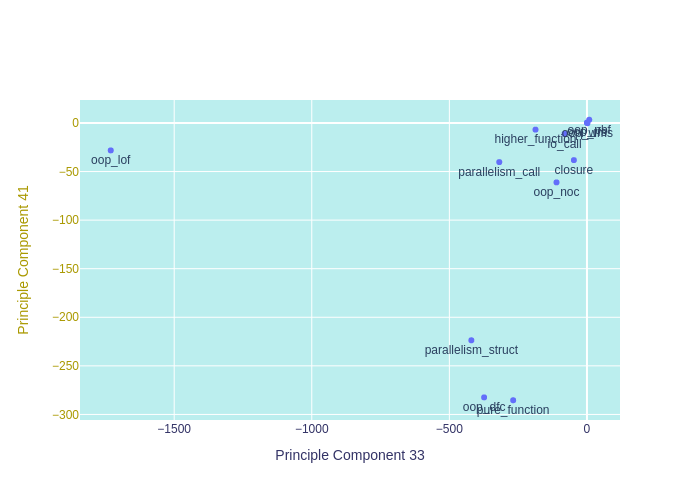 Principle Component 41
0
−50
−100
−150
−200
−250
−300
oop_lof
higher_function
io_call
parallelism_call
closure
oop_noc
parallelism_struct
oop_dfc
pure_function
−1500
−1000
−500
0
Principle Component 33